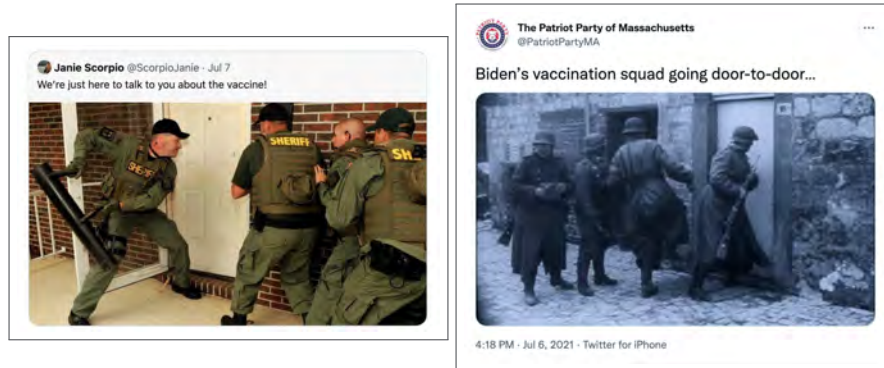 Janie Scorpio @ScorpioJanie · Jul 7
We're just here to talk to you about the vaccine!
SHERIFF
SHERIFF
SH
The Patriot Party of Massachusetts
@PatriotPartyMA
Biden's vaccination squad going door-to-door...
4:18 PM · Jul 6, 2021 · Twitter for iPhone